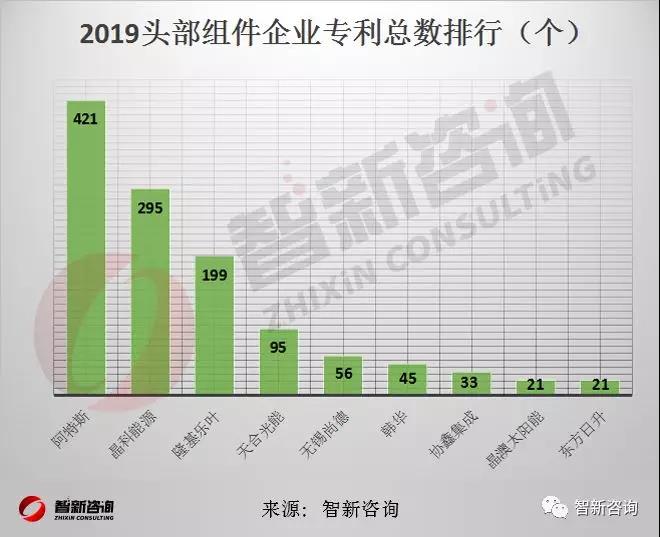 2019头部组件企业专利总数排行（个）
智新咨询
ZHIXIN CONSULTING
421
295
199
95
56
45
33
21
21
阿特斯
晶科能源
隆基乐叶
天合光能
无锡尚德
韩华
协鑫集成
晶澳太阳能
东方日升
智新咨询
ZHIXIN CONSULTING
来源：智新咨询
智新咨询